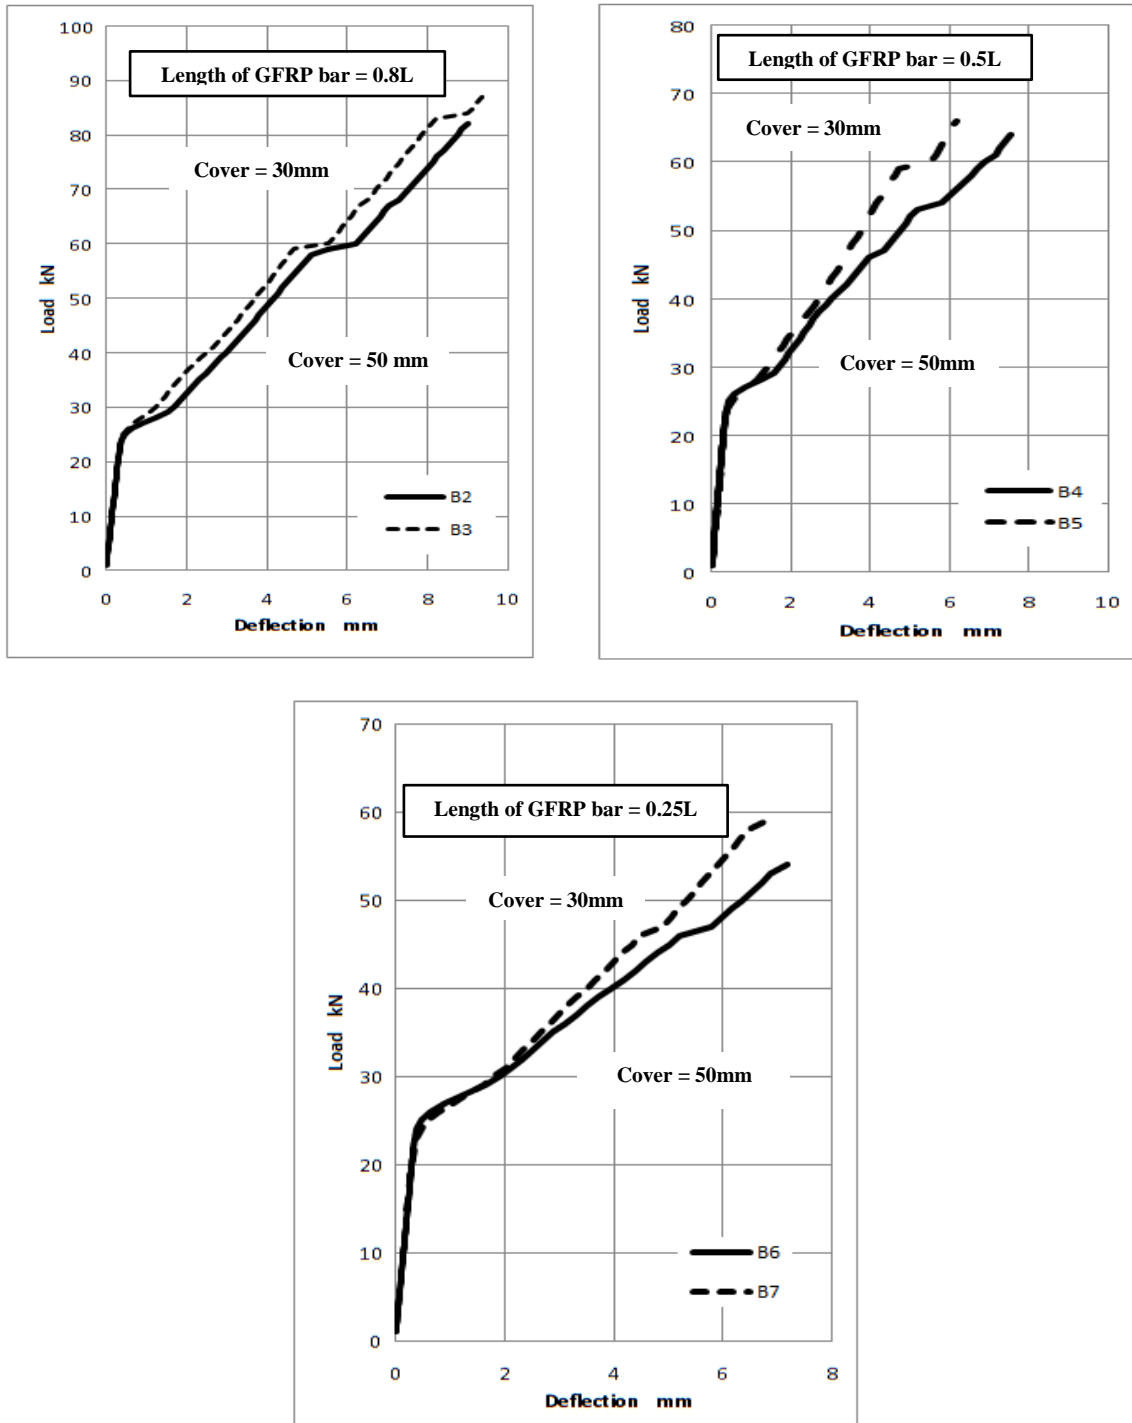 100
90
80
70
60
50
40
30
20
10
0
Load kN
Length of GFRP bar = 0.8L
Cover = 30mm
Cover = 50 mm
B2
B3
0 2 4 6 8 10
Deflection mm
80
70
60
50
40
30
20
10
0
Load kN
Length of GFRP bar = 0.5L
Cover = 30mm
Cover = 50mm
B4
B5
0 2 4 6 8 10
Deflection mm
70
60
50
40
30
20
10
0
Load kN
Length of GFRP bar = 0.25L
Cover = 30mm
Cover = 50mm
B6
B7
0 2 4 6 8
Deflection mm